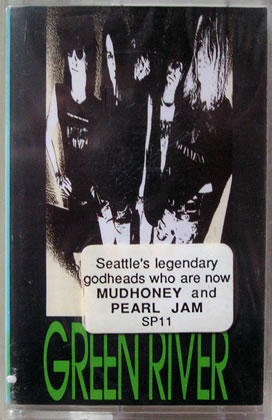 Seattle's legendary
godheads who are now
MUDHONEY and
PEARL JAM
SP11
GREEN RIVER